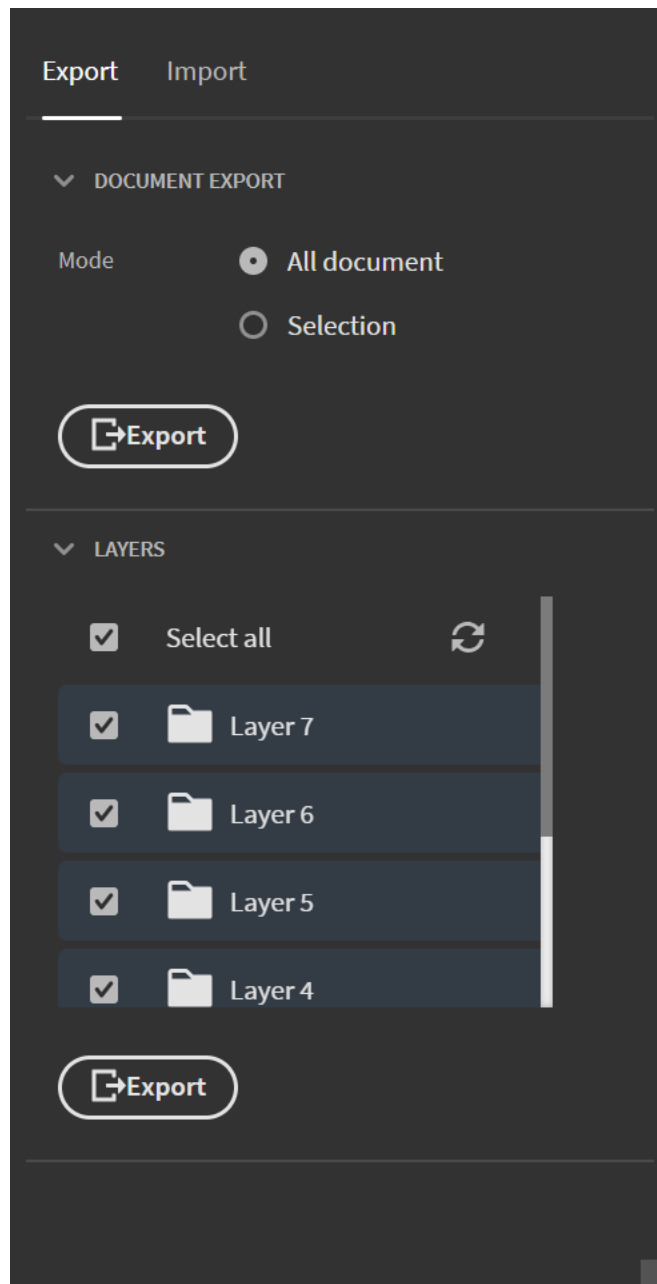 Export Import
DOCUMENT EXPORT
Mode All document
Selection
Export
LAYERS
Select all
Layer 7
Layer 6
Layer 5
Layer 4
Export